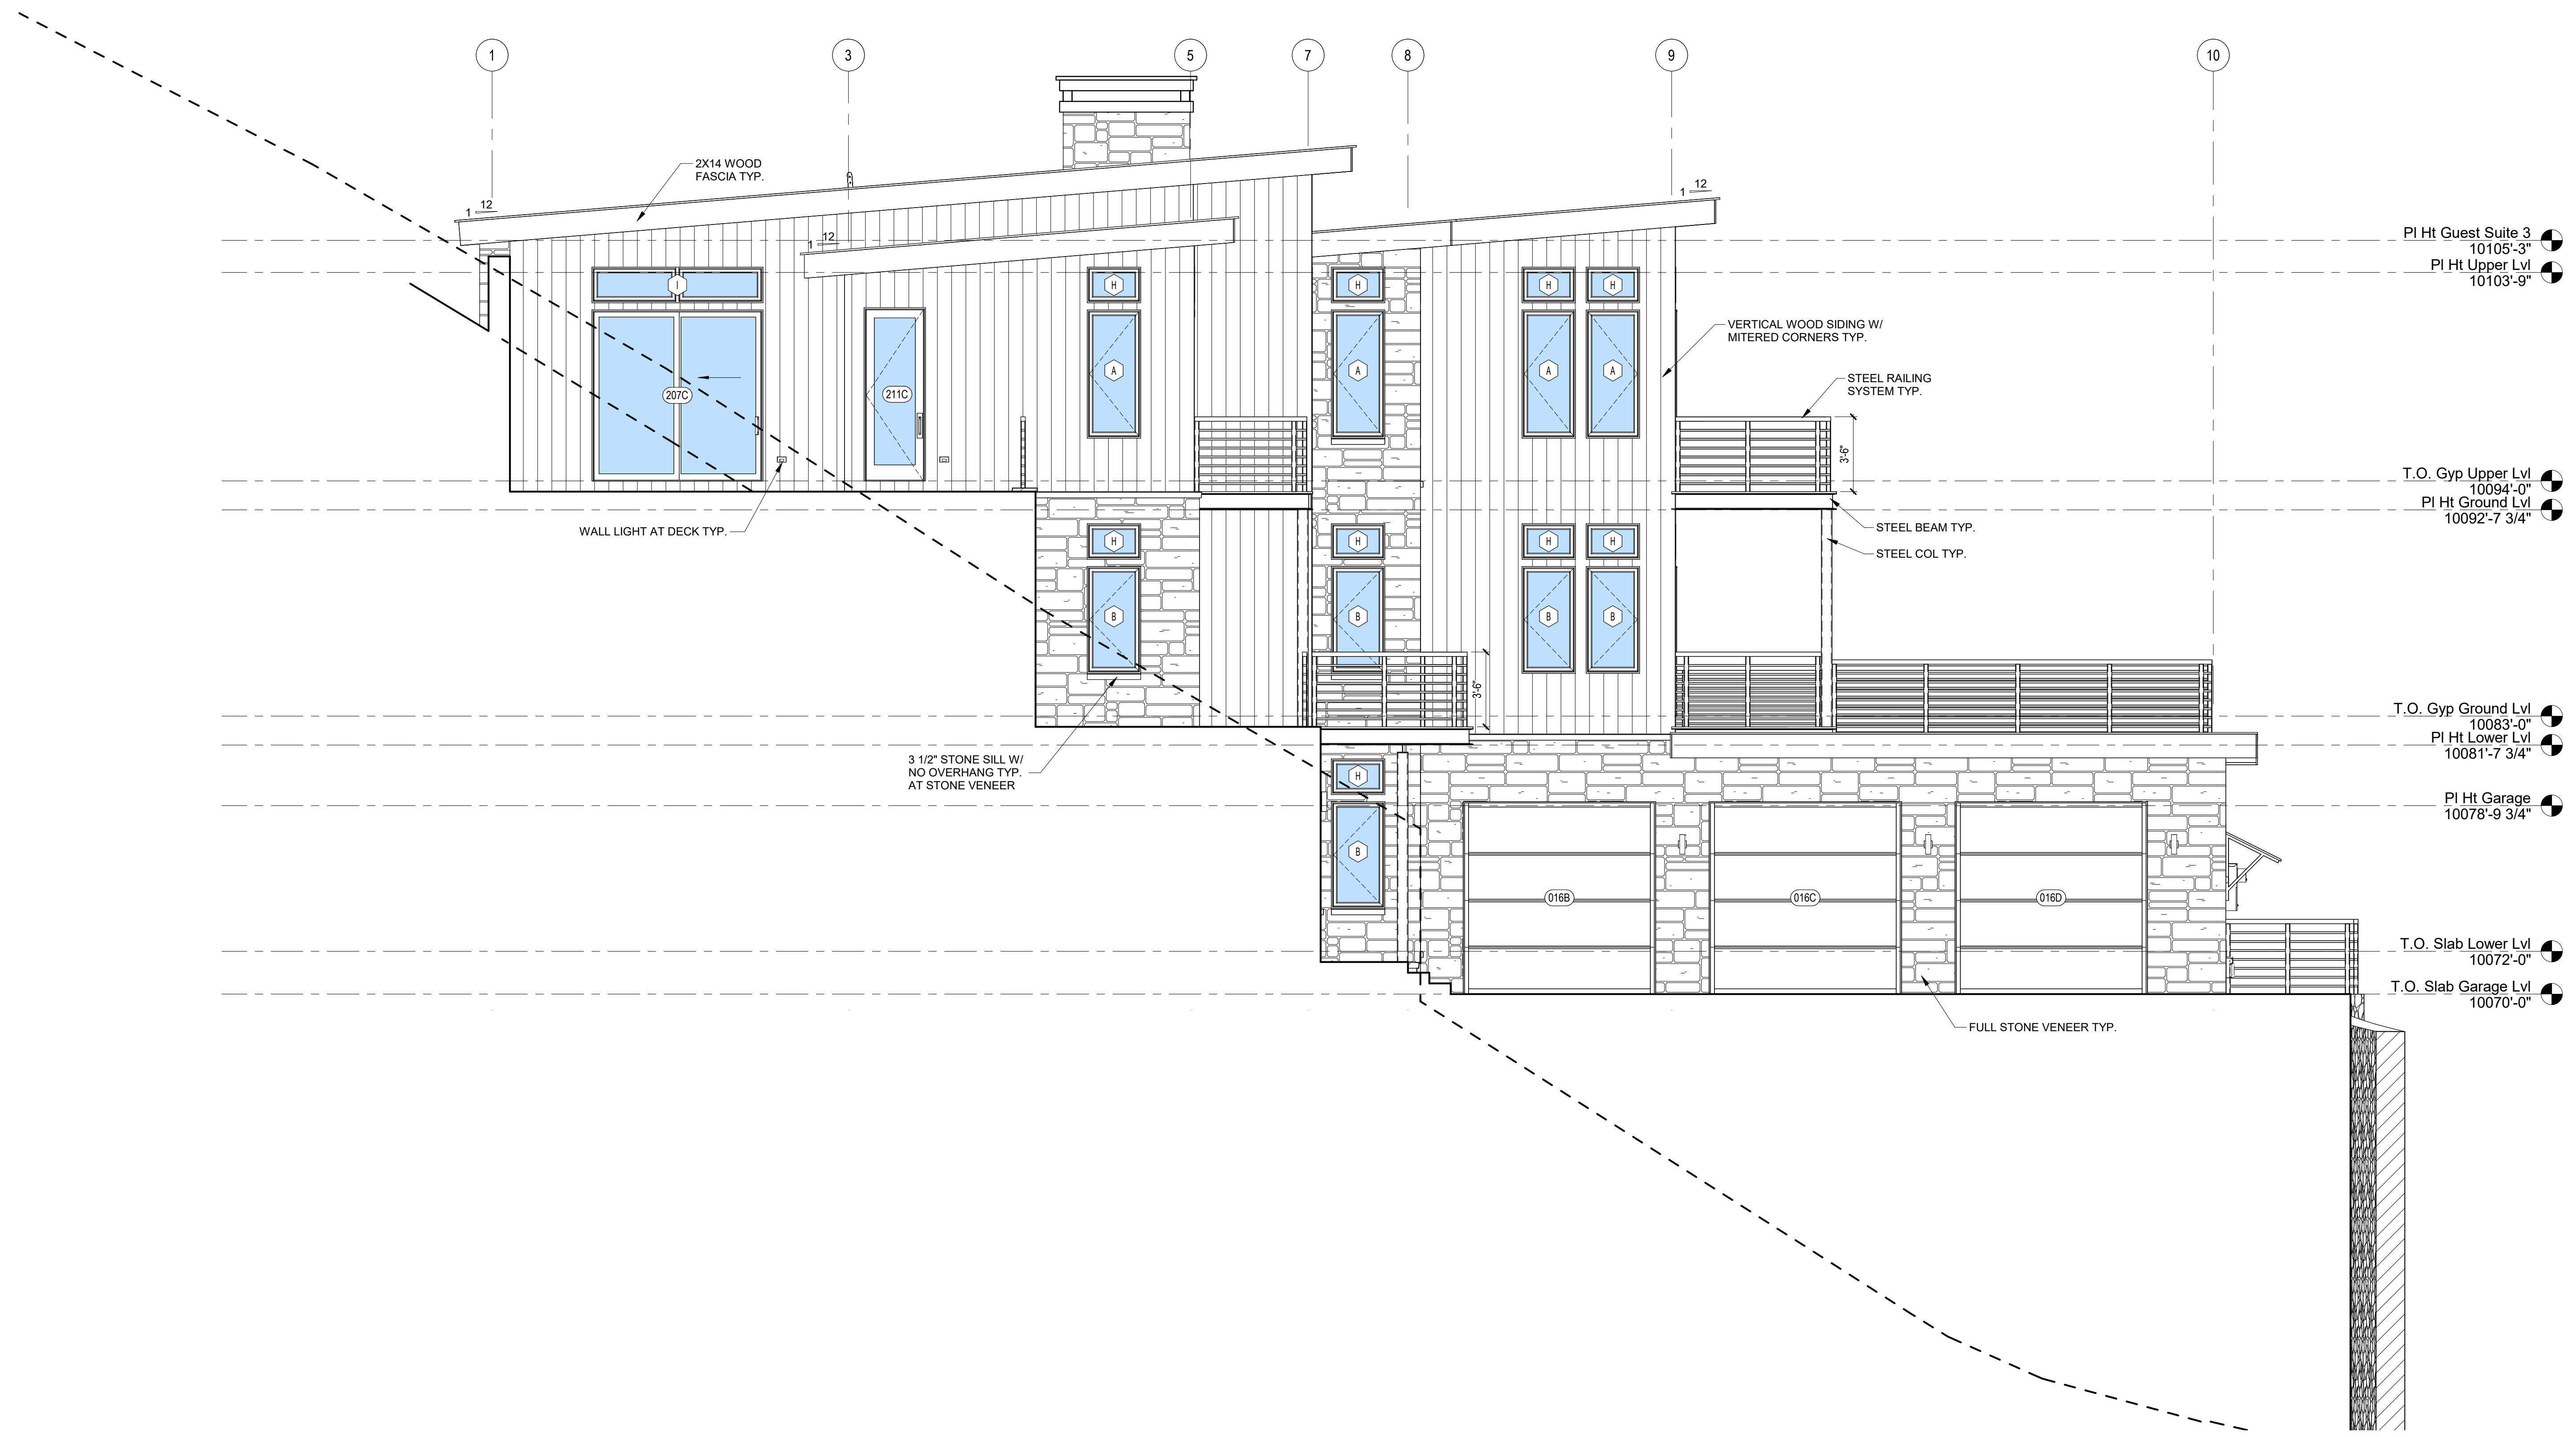 1
3
5
7
8
9
10
2X14 WOOD
FASCIA TYP.
12
1
12
1
12
1
Pl Ht Guest Suite 3
10105'-3"
Pl Ht Upper Lvl
10103'-9"
I
H
H
H
H
VERTICAL WOOD SIDING W/
MITERED CORNERS TYP.
A
A
A
A
STEEL RAILING
SYSTEM TYP.
207C
211C
3'-6"
T.O. Gyp Upper Lvl
10094'-0"
Pl Ht Ground Lvl
10092'-7 3/4"
WALL LIGHT AT DECK TYP.
STEEL BEAM TYP.
H
H
H
H
STEEL COL TYP.
B
B
B
B
3'-6"
T.O. Gyp Ground Lvl
10083'-0"
Pl Ht Lower Lvl
10081'-7 3/4"
3 1/2" STONE SILL W/
NO OVERHANG TYP.
AT STONE VENEER
H
Pl Ht Garage
10078'-9 3/4"
B
016B
016C
016D
T.O. Slab Lower Lvl
10072'-0"
T.O. Slab Garage Lvl
10070'-0"
FULL STONE VENEER TYP.